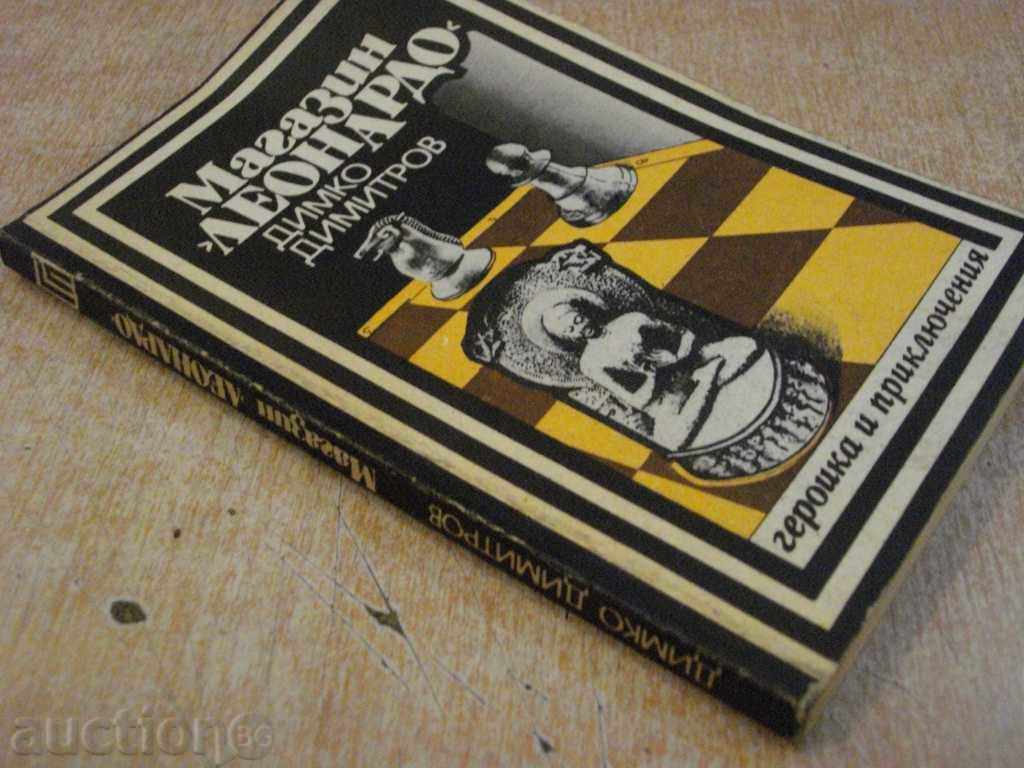 Магазин
›ЛЕОНАРДО‹
ДИМКО
ДИМИТРОВ
героика и приключения
ДИМКО ДИМИТРОВ Магазин ЛЕОНАРДО
auction.BG